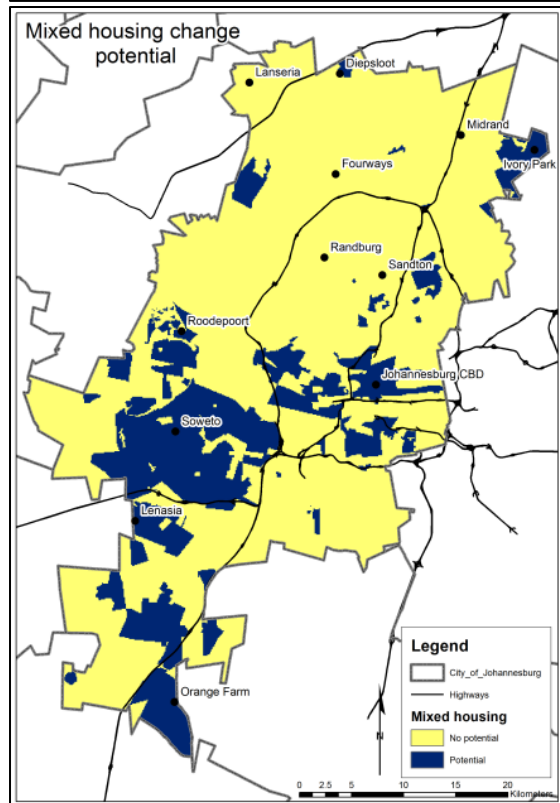 Mixed housing change
potential
Diepsloot
Lanseria
Midrand
Ivory Park
Fourways
Randburg
Sandton
Roodepoort
Johannesburg CBD
Soweto
Lenasia
Orange Farm
Legend
City_of_Johannesburg
Highways
Mixed housing
No potential
Potential
N
0 2.5 5 10 15 20
Kilometers